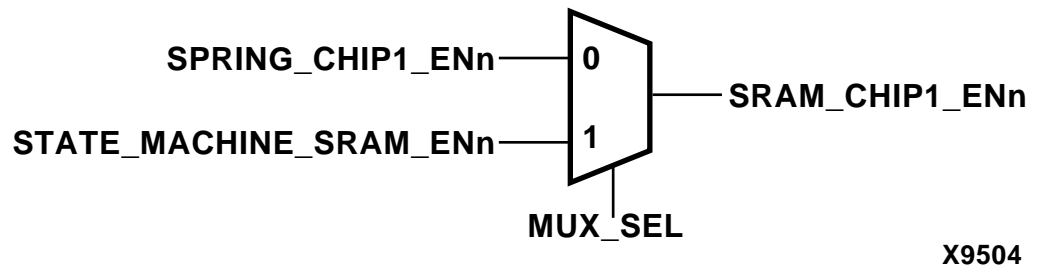 SPRING_CHIP1_ENn
0
SRAM_CHIP1_ENn
STATE_MACHINE_SRAM_ENn
1
MUX_SEL
X9504